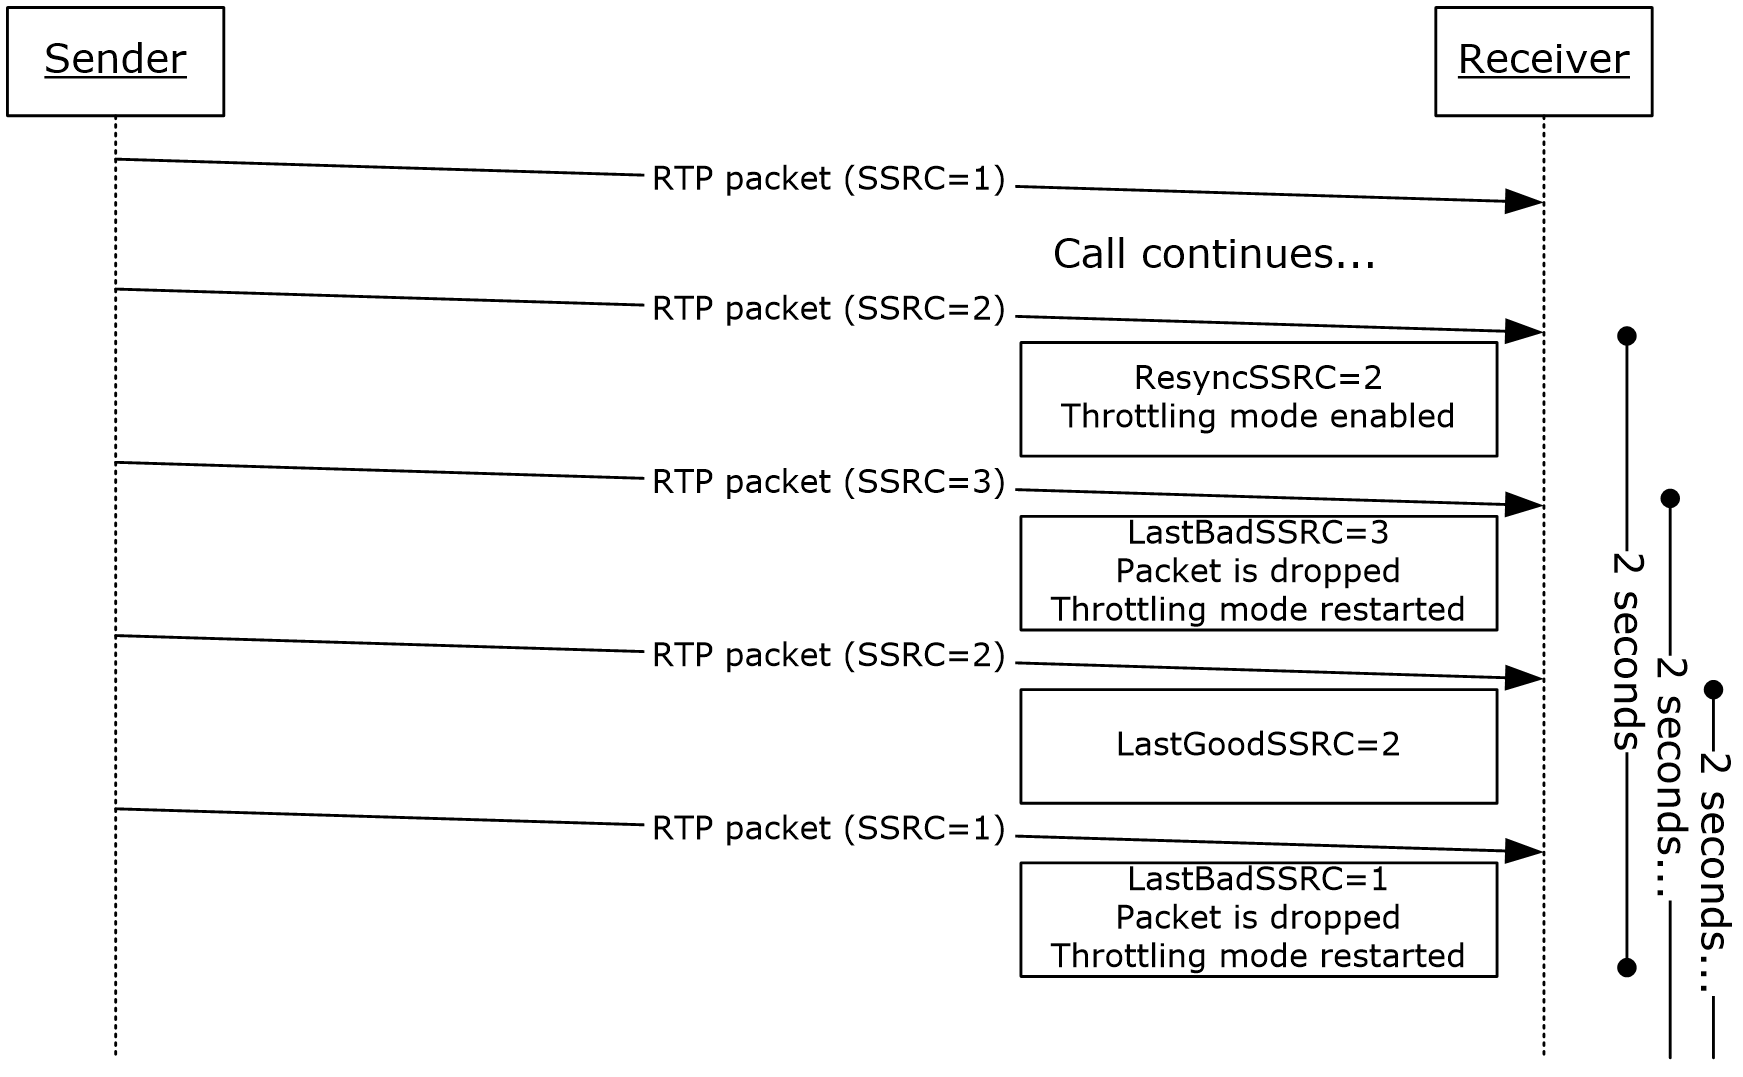 Sender
Receiver
RTP packet (SSRC=1)
Call continues...
RTP packet (SSRC=2)
ResyncSSRC=2
Throttling mode enabled
RTP packet (SSRC=3)
LastBadSSRC=3
Packet is dropped
Throttling mode restarted
2 seconds
RTP packet (SSRC=2)
2 seconds...
LastGoodSSRC=2
2 seconds...
RTP packet (SSRC=1)
LastBadSSRC=1
Packet is dropped
Throttling mode restarted